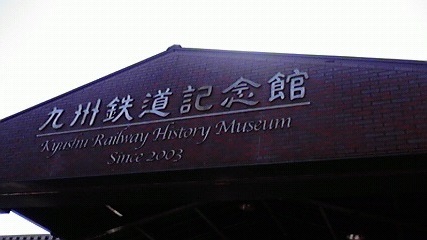 九州鉄道記念館
Kyushu Railway History Museum
Since 2003